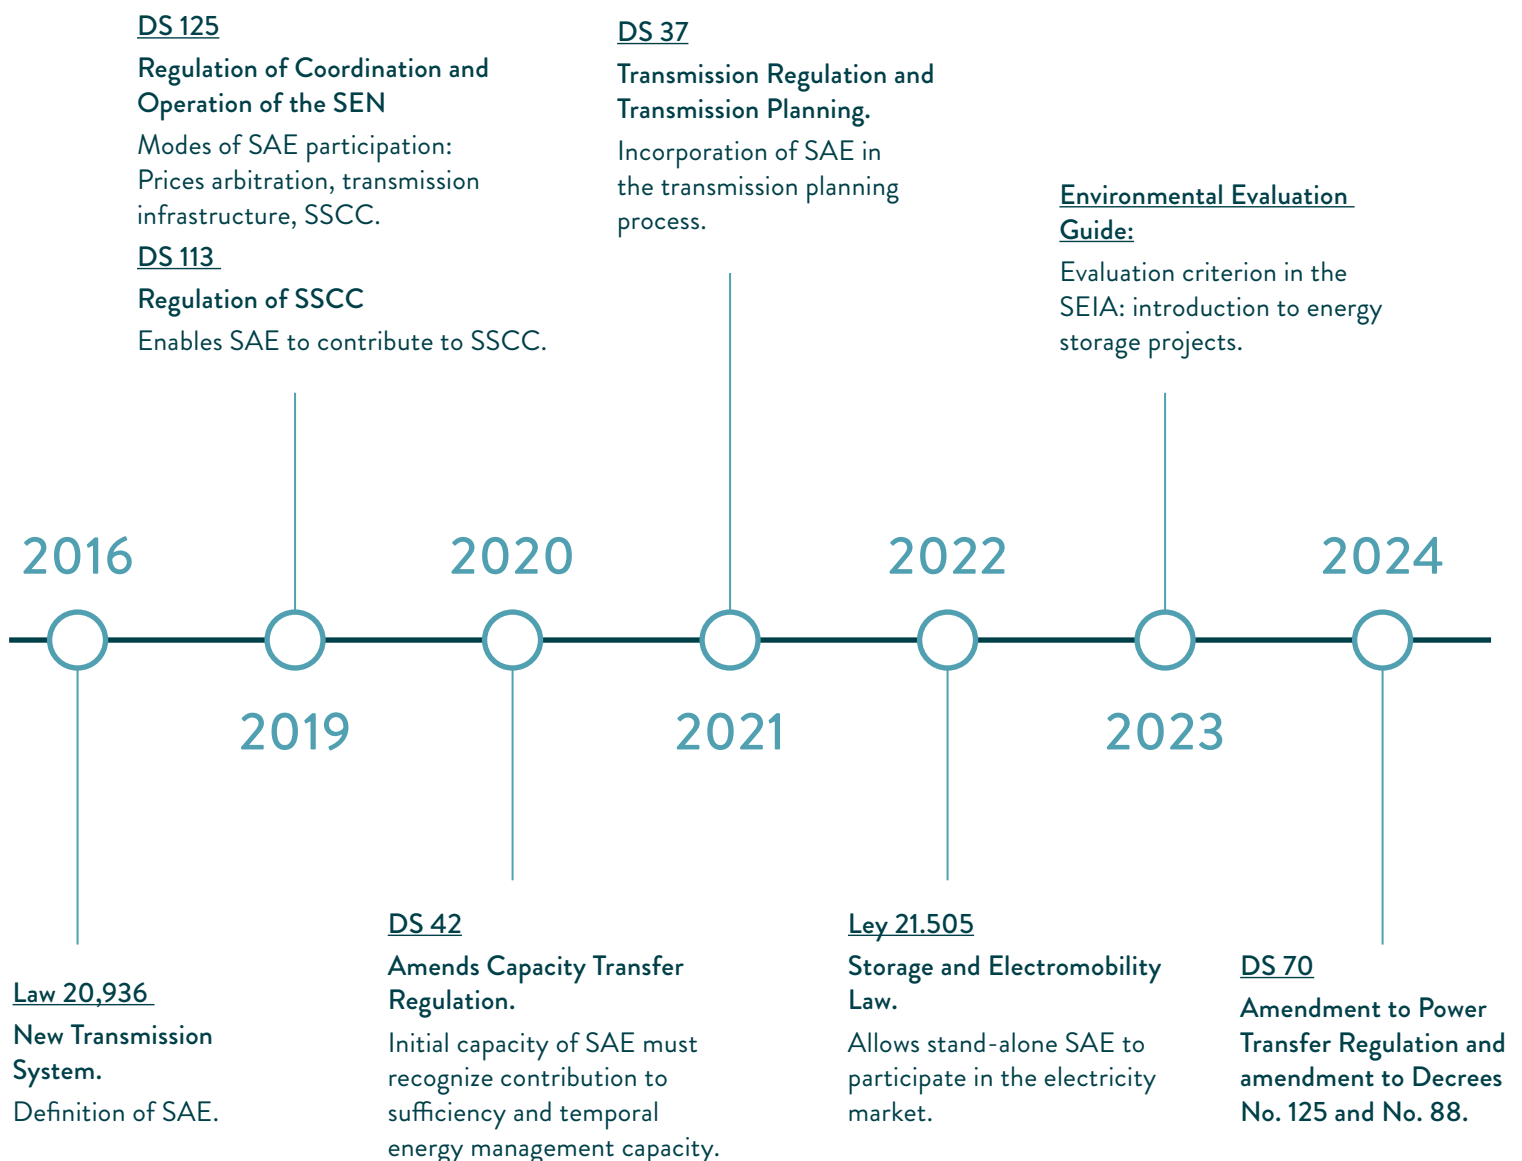 DS 125
Regulation of Coordination and
Operation of the SEN
Modes of SAE participation:
Prices arbitration, transmission
infrastructure, SSCC.
DS 113
Regulation of SSCC
Enables SAE to contribute to SSCC.
DS 37
Transmission Regulation and
Transmission Planning.
Incorporation of SAE in
the transmission planning
process.
Environmental Evaluation
Guide:
Evaluation criterion in the
SEIA: introduction to energy
storage projects.
2016
2020
2022
2024
2019
2021
2023
Law 20,936
New Transmission
System.
Definition of SAE.
DS 42
Amends Capacity Transfer
Regulation.
Initial capacity of SAE must
recognize contribution to
sufficiency and temporal
energy management capacity.
Ley 21.505
Storage and Electromobility
Law.
Allows stand-alone SAE to
participate in the electricity
market.
DS 70
Amendment to Power
Transfer Regulation and
amendment to Decrees
No. 125 and No. 88.